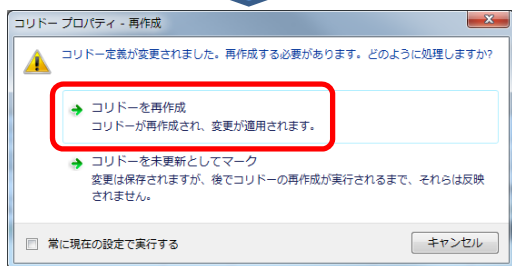 コリドー プロパティ - 再作成
コリドー定義が変更されました。再作成する必要があります。どのように処理しますか?
コリドーを再作成
コリドーが再作成され、変更が適用されます。
コリドーを未更新としてマーク
変更は保存されますが、後でコリドーの再作成が実行されるまで、それらは反映
されません。
常に現在の設定で実行する
キャンセル